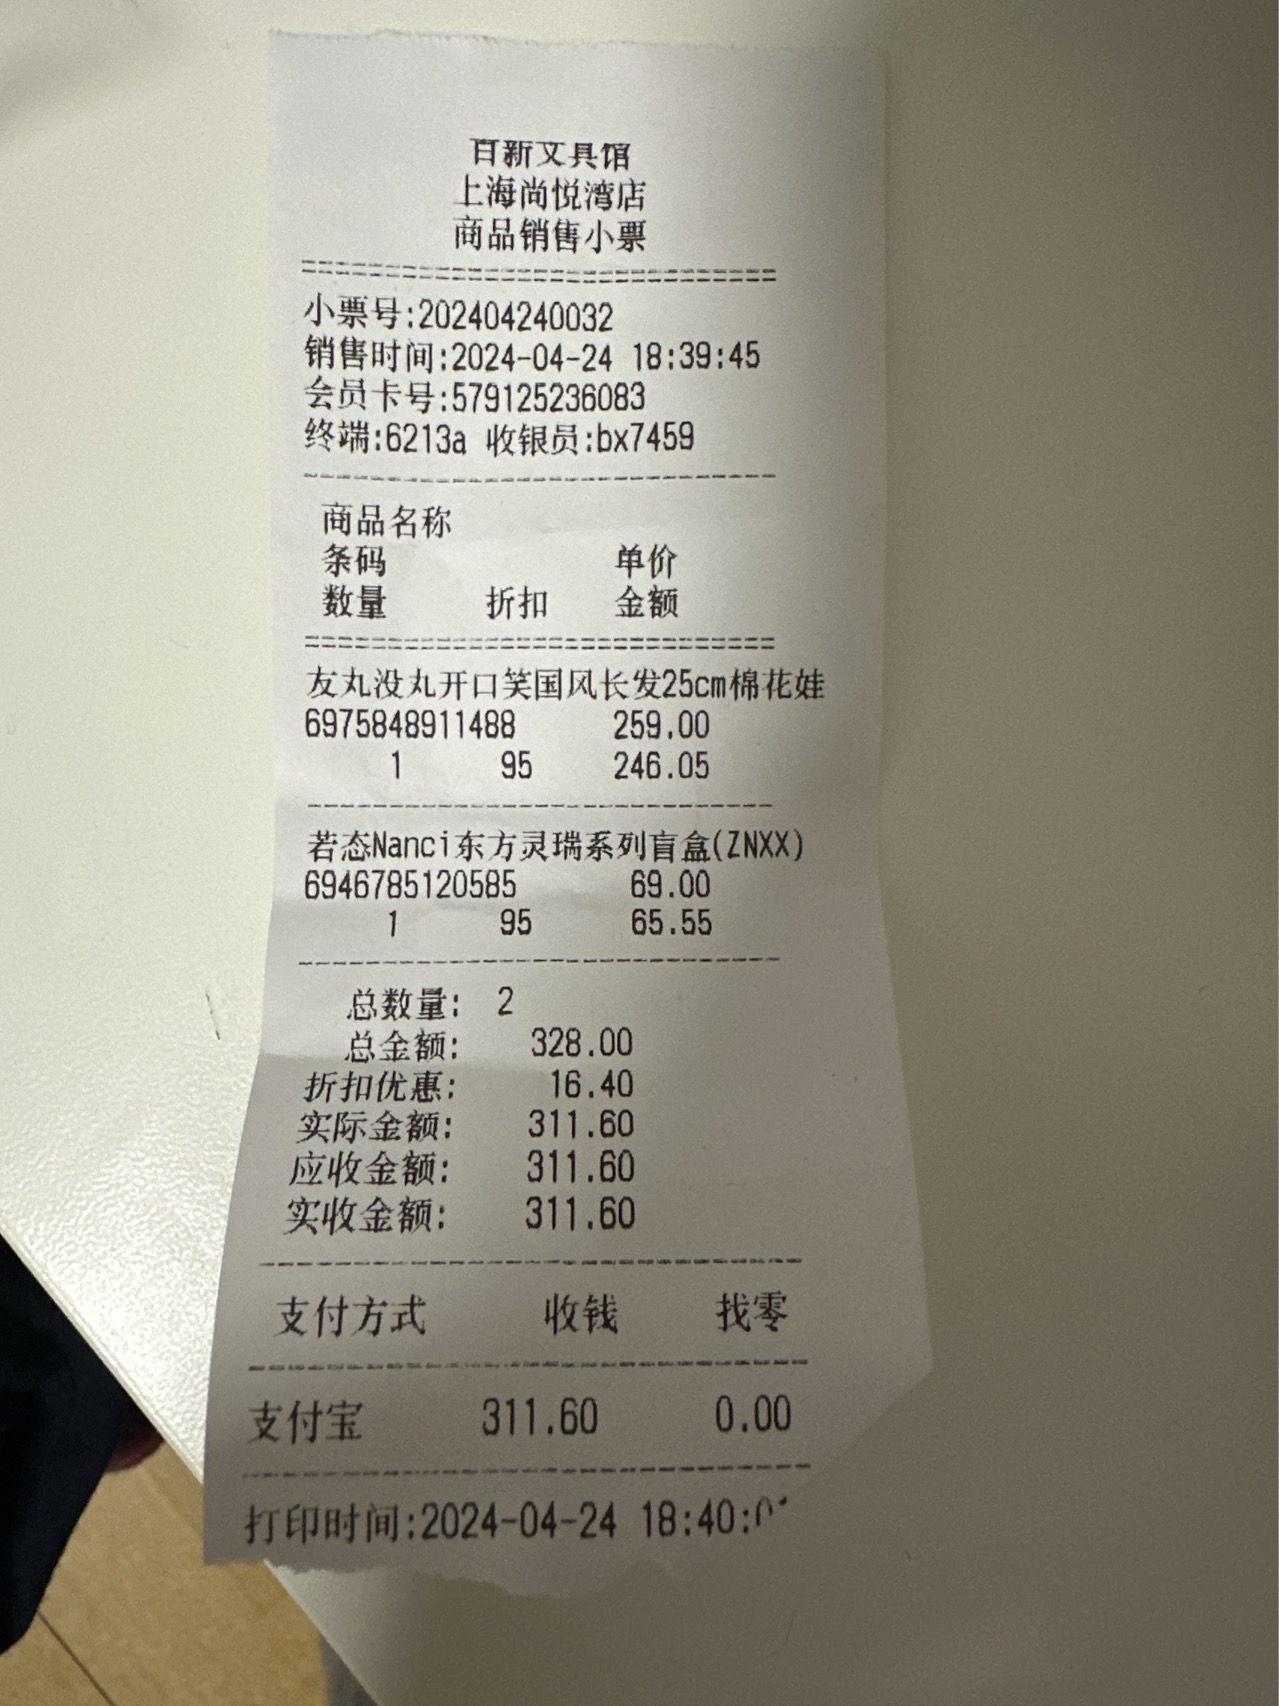 百新文具馆
上海尚悦湾店
商品销售小票
小票号:202404240032
销售时间:2024-04-24 18:39:45
会员卡号:579125236083
终端:6213a 收银员:bx7459
商品名称
条码 单价
数量 折扣 金额
友丸没丸开口笑国风长发25cm棉花娃
6975848911488 259.00
1 95 246.05
若态Nanci东方灵瑞系列盲盒(ZNXX)
6946785120585 69.00
1 95 65.55
总数量: 2
总金额: 328.00
折扣优惠: 16.40
实际金额: 311.60
应收金额: 311.60
实收金额: 311.60
支付方式 收钱 找零
支付宝 311.60 0.00
打印时间:2024-04-24 18:40: